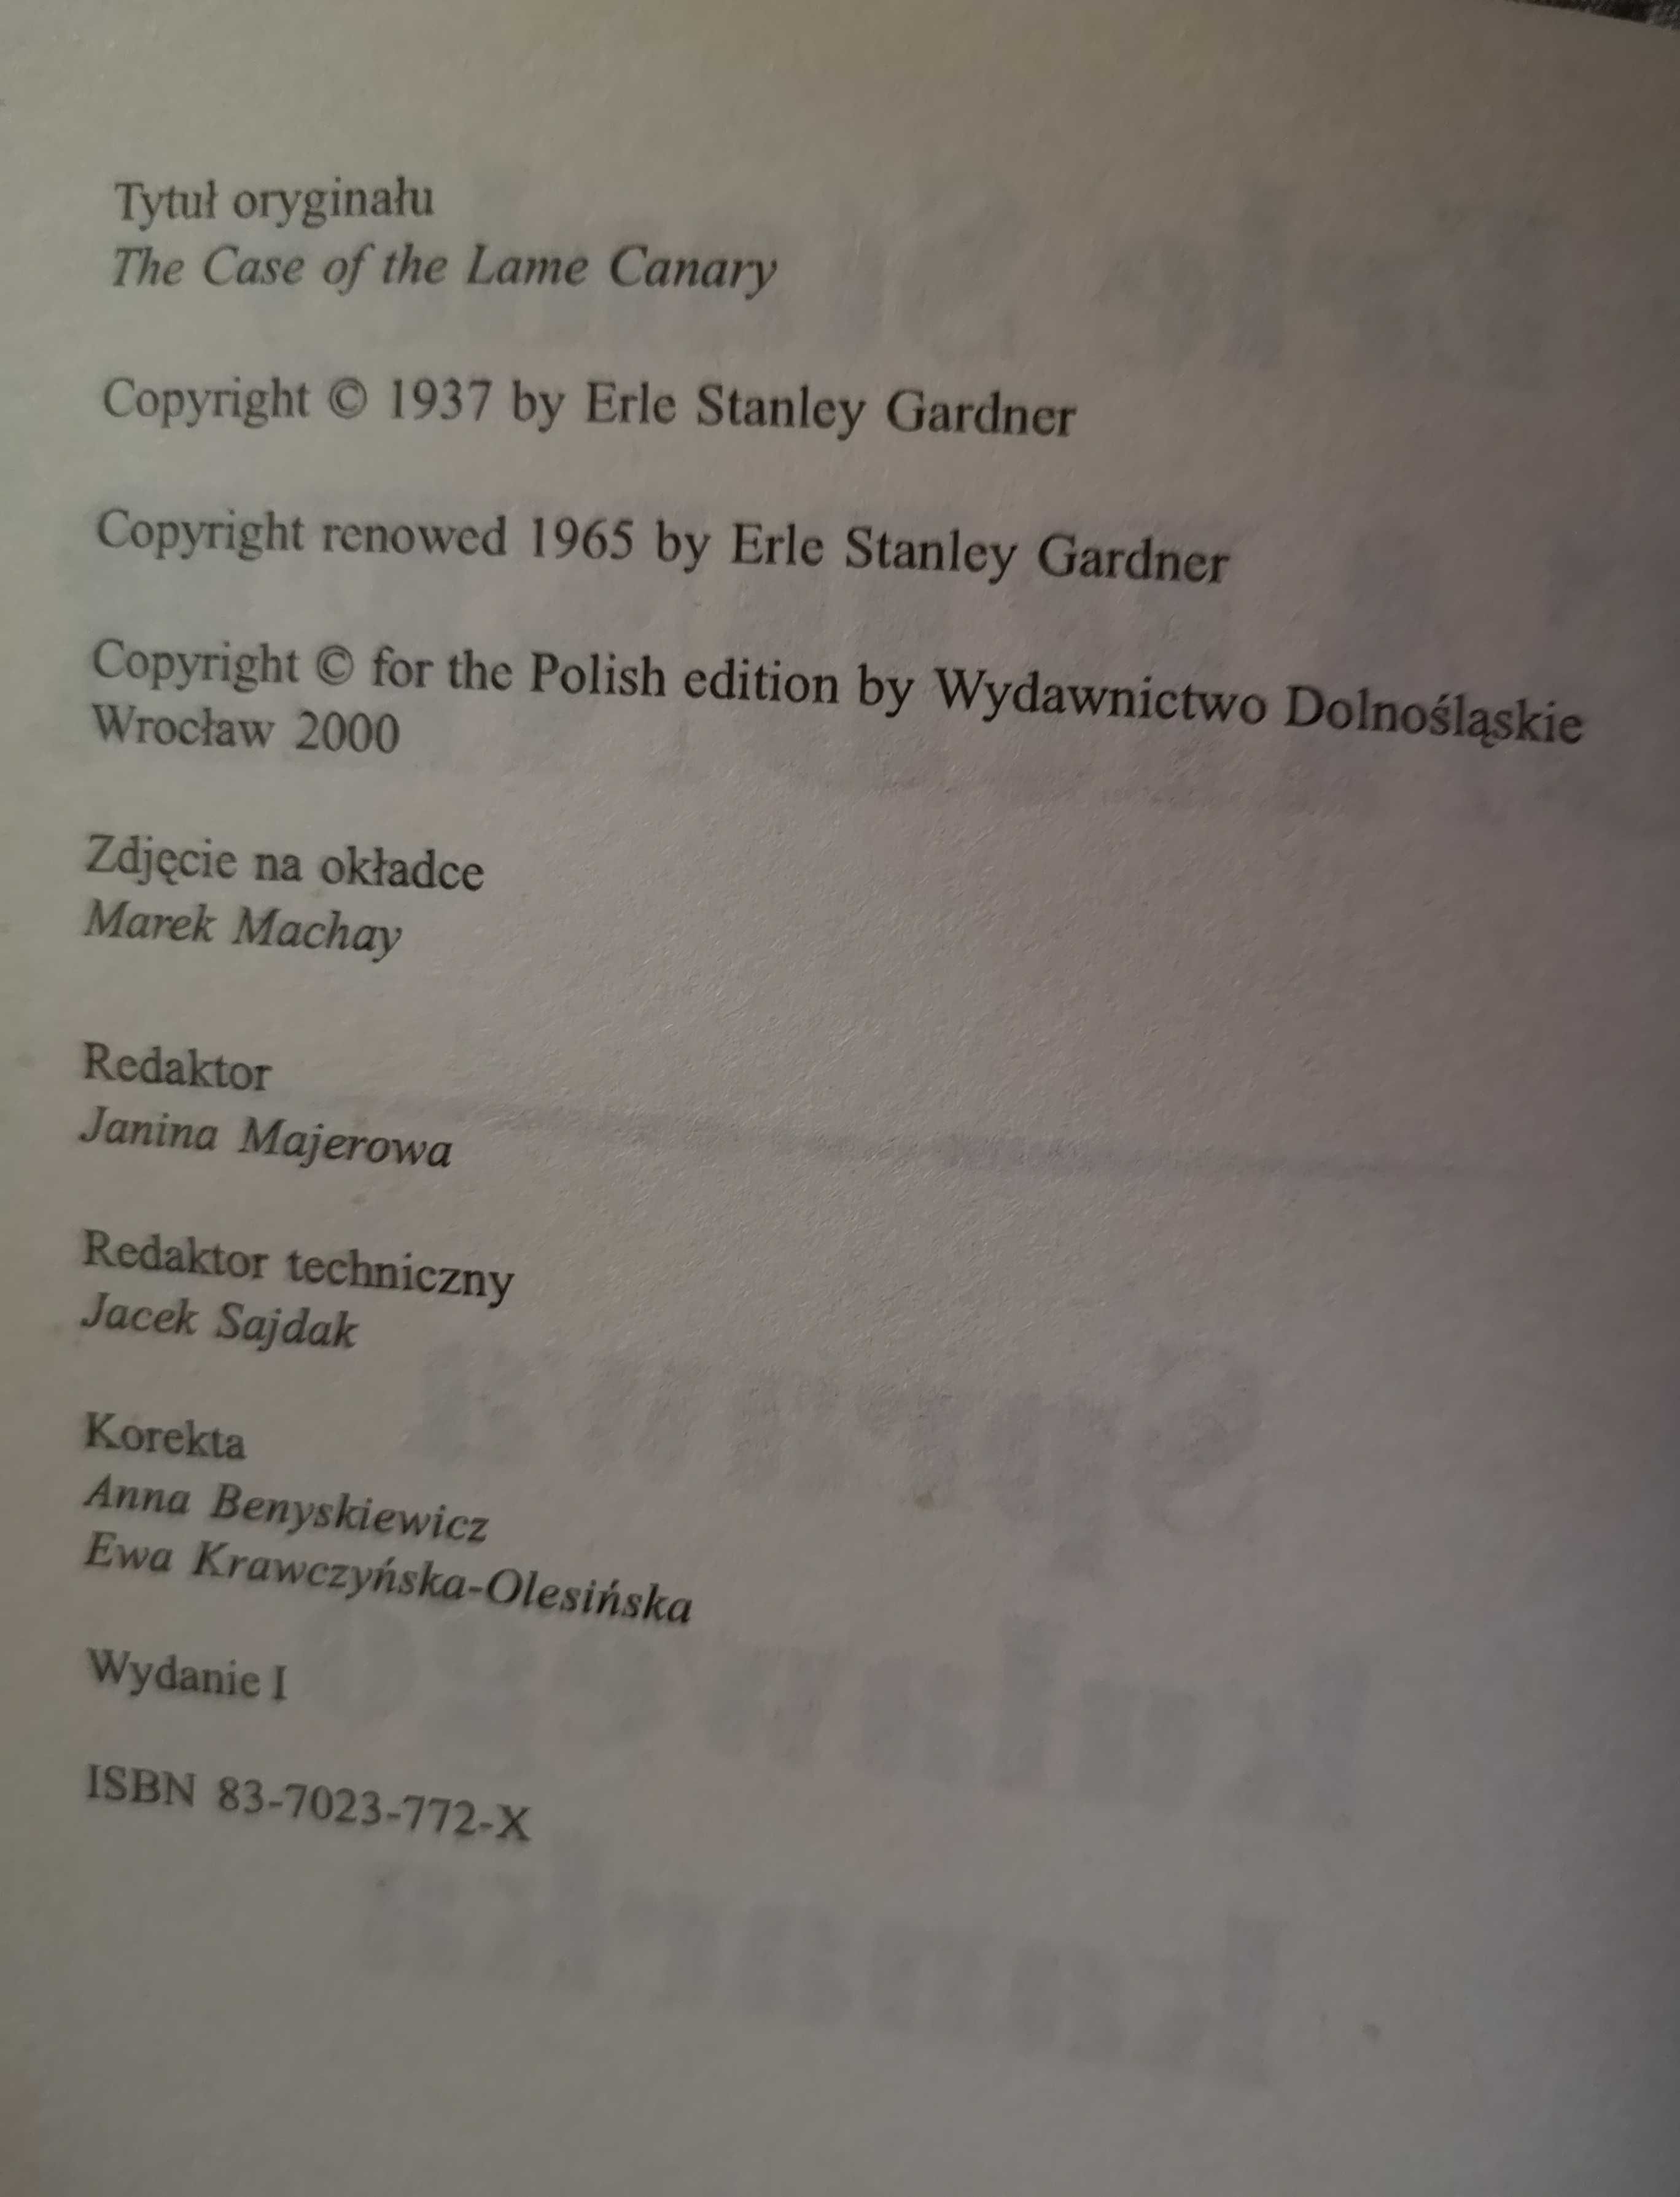 Tytuł oryginału
The Case of the Lame Canary
Copyright © 1937 by Erle Stanley Gardner
Copyright renowed 1965 by Erle Stanley Gardner
Copyright © for the Polish edition by Wydawnictwo Dolnośląskie
Wrocław 2000
Zdjęcie na okładce
Marek Machay
Redaktor
Janina Majerowa
Redaktor techniczny
Jacek Sajdak
Korekta
Anna Benyskiewicz
Ewa Krawczyńska-Olesińska
Wydanie I
ISBN 83-7023-772-X